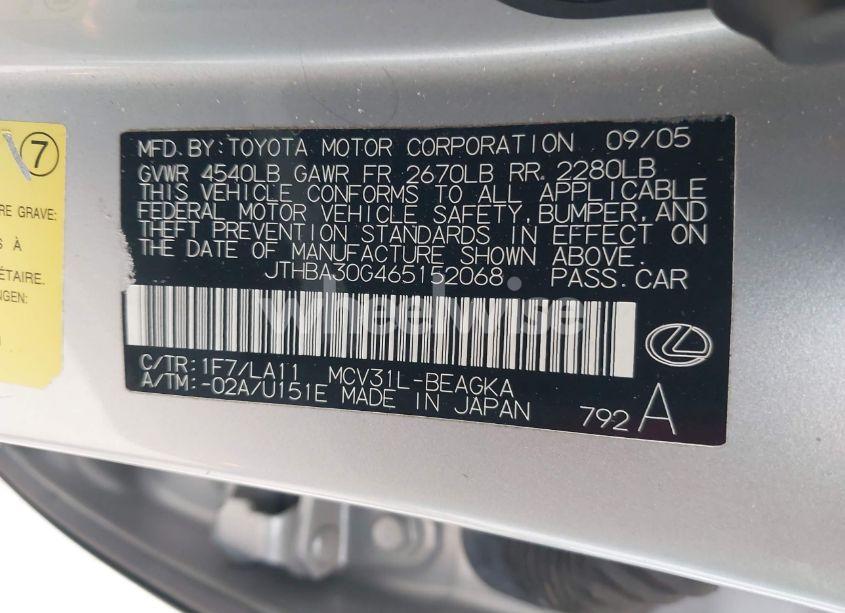 7
RE GRAVE:
S À
ÉTAIRE.
NGEN:
MFD. BY: TOYOTA MOTOR CORPORATION 09/05
GVWR 4540LB GAWR FR 2670LB RR. 2280LB
THIS VEHICLE CONFORMS TO ALL APPLICABLE
FEDERAL MOTOR VEHICLE SAFETY, BUMPER, AND
THEFT PREVENTION STANDARDS IN EFFECT ON
THE DATE OF MANUFACTURE SHOWN ABOVE.
JTHBA30G465152068 PASS. CAR
wheelwise
C/TR: 1F7/LA11 MCV31L-BEAGKA
A/TM: -02A/U151E MADE IN JAPAN
792 A